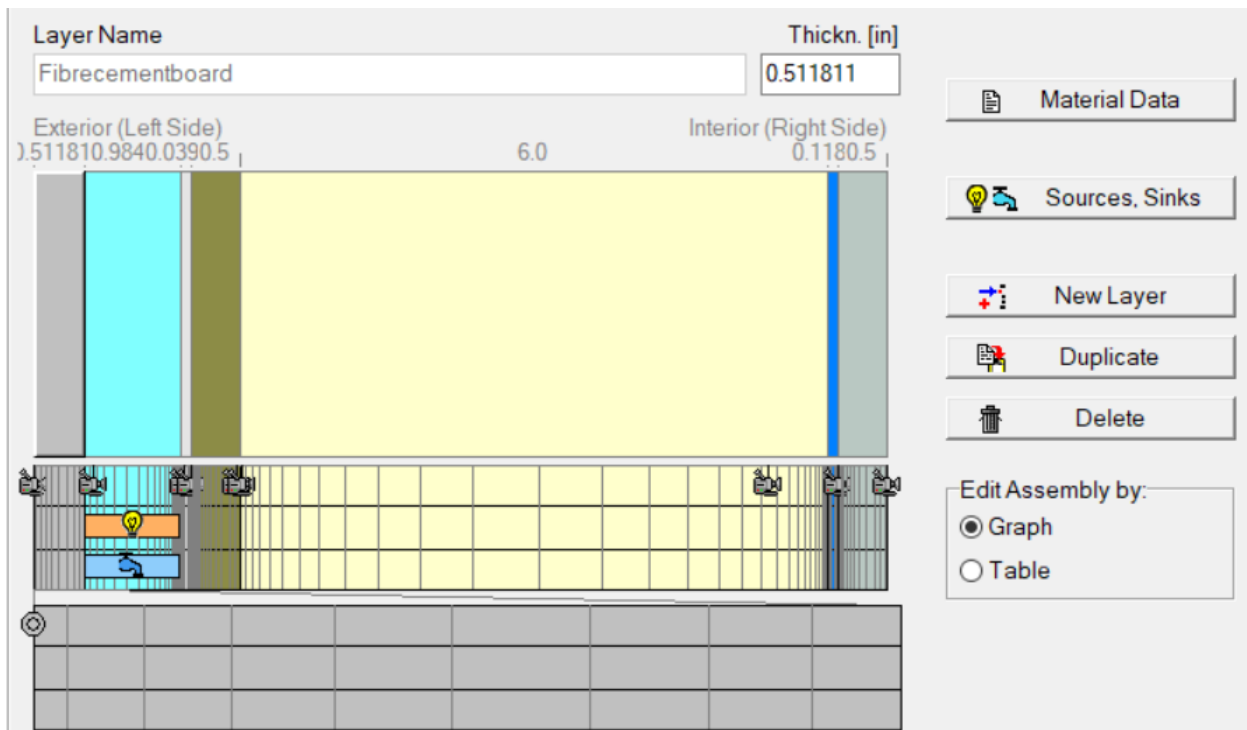 Layer Name
Thickn. [in]
Fibrecementboard
0.511811
Material Data
Exterior (Left Side)
Interior (Right Side)
0.511810.9840.0390.5
6.0
0.1180.5
Sources, Sinks
New Layer
Duplicate
Delete
Edit Assembly by:
Graph
Table